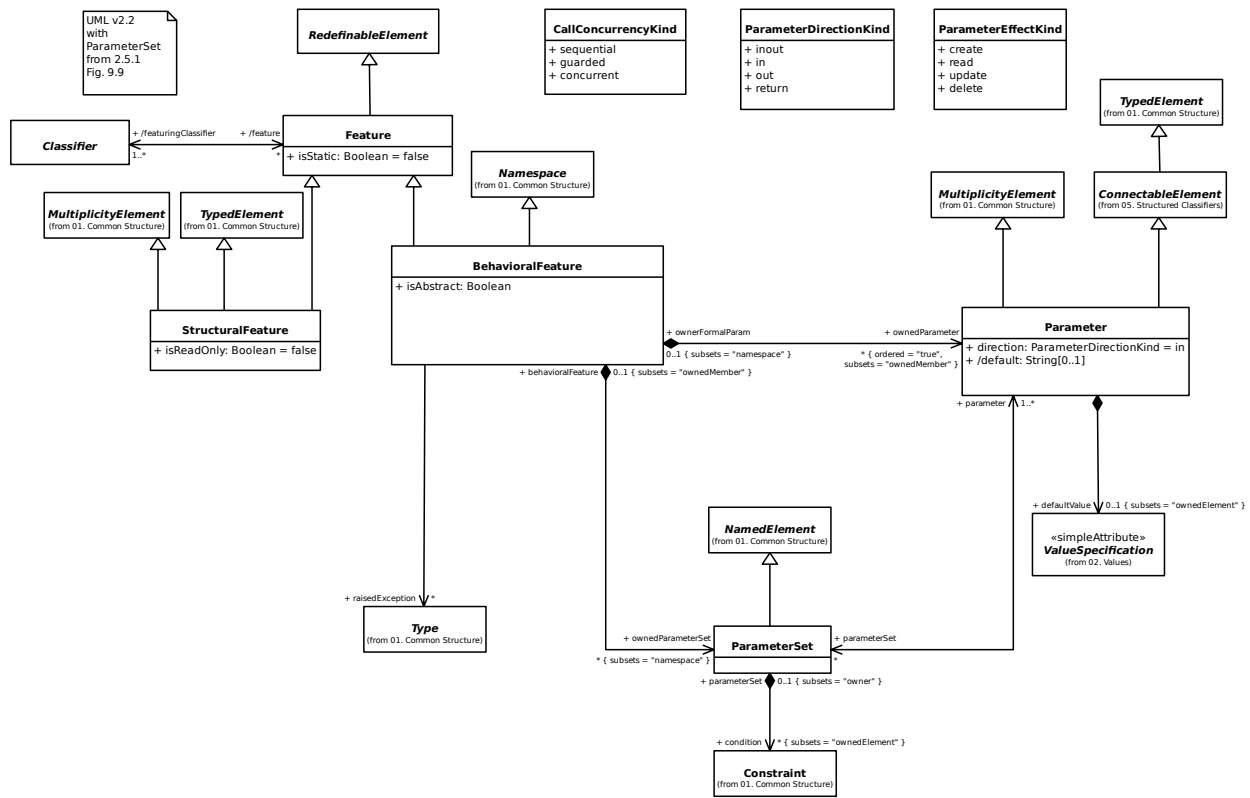 UML v2.2
with
ParameterSet
from 2.5.1
Fig. 9.9
RedefinableElement
CallConcurrencyKind
+ sequential
+ guarded
+ concurrent
ParameterDirectionKind
+ inout
+ in
+ out
+ return
ParameterEffectKind
+ create
+ read
+ update
+ delete
TypedElement
(from 01. Common Structure)
Classifier
+ /featuringClassifier
1..*
+ /feature
*
Feature
+ isStatic: Boolean = false
Namespace
(from 01. Common Structure)
MultiplicityElement
(from 01. Common Structure)
ConnectableElement
(from 05. Structured Classifiers)
MultiplicityElement
(from 01. Common Structure)
TypedElement
(from 01. Common Structure)
BehavioralFeature
+ isAbstract: Boolean
StructuralFeature
+ isReadOnly: Boolean = false
+ ownerFormalParam
0..1 { subsets = "namespace" }
+ ownedParameter
* { ordered = "true",
subsets = "ownedMember" }
Parameter
+ direction: ParameterDirectionKind = in
+ /default: String[0..1]
+ behavioralFeature
0..1 { subsets = "ownedMember" }
+ parameter
1..*
+ defaultValue
0..1 { subsets = "ownedElement" }
«simpleAttribute»
ValueSpecification
(from 02. Values)
NamedElement
(from 01. Common Structure)
+ raisedException
*
Type
(from 01. Common Structure)
+ ownedParameterSet
* { subsets = "namespace" }
ParameterSet
+ parameterSet
*
+ parameterSet
0..1 { subsets = "owner" }
+ condition
* { subsets = "ownedElement" }
Constraint
(from 01. Common Structure)